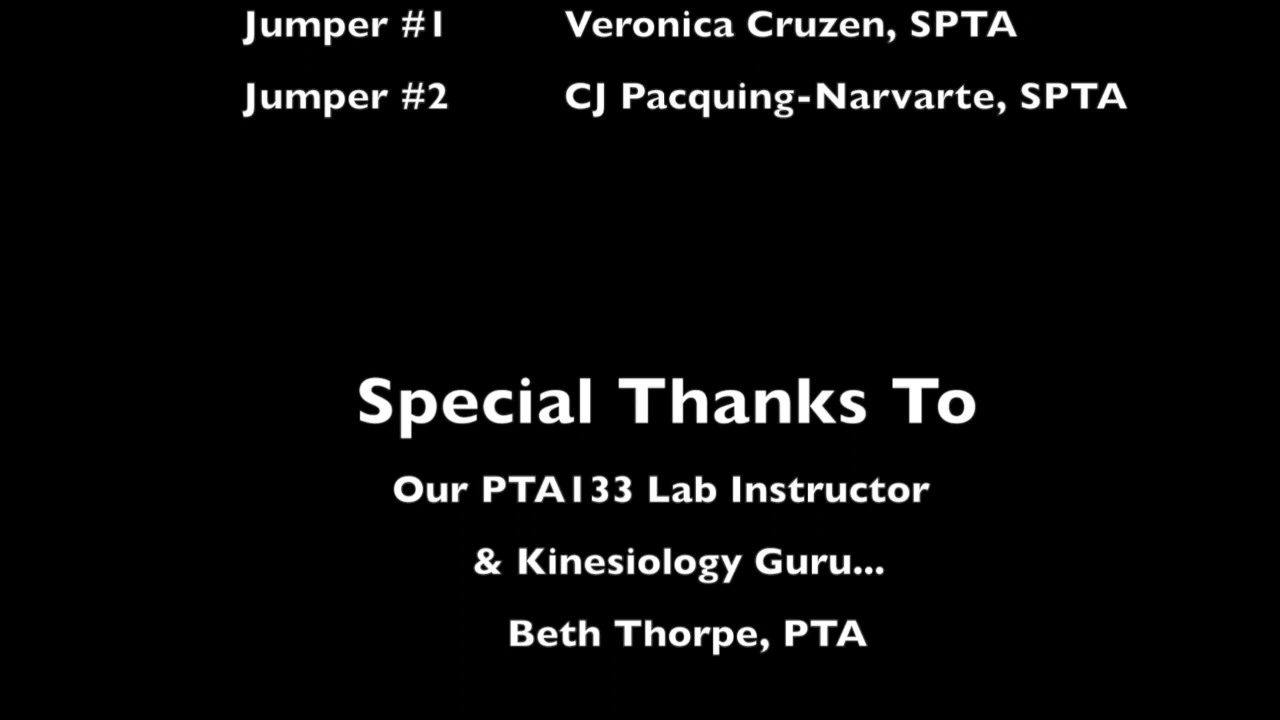 Jumper #1 Veronica Cruzen, SPTA
Jumper #2 CJ Pacquing-Narvarte, SPTA
Special Thanks To
Our PTA133 Lab Instructor
& Kinesiology Guru...
Beth Thorpe, PTA